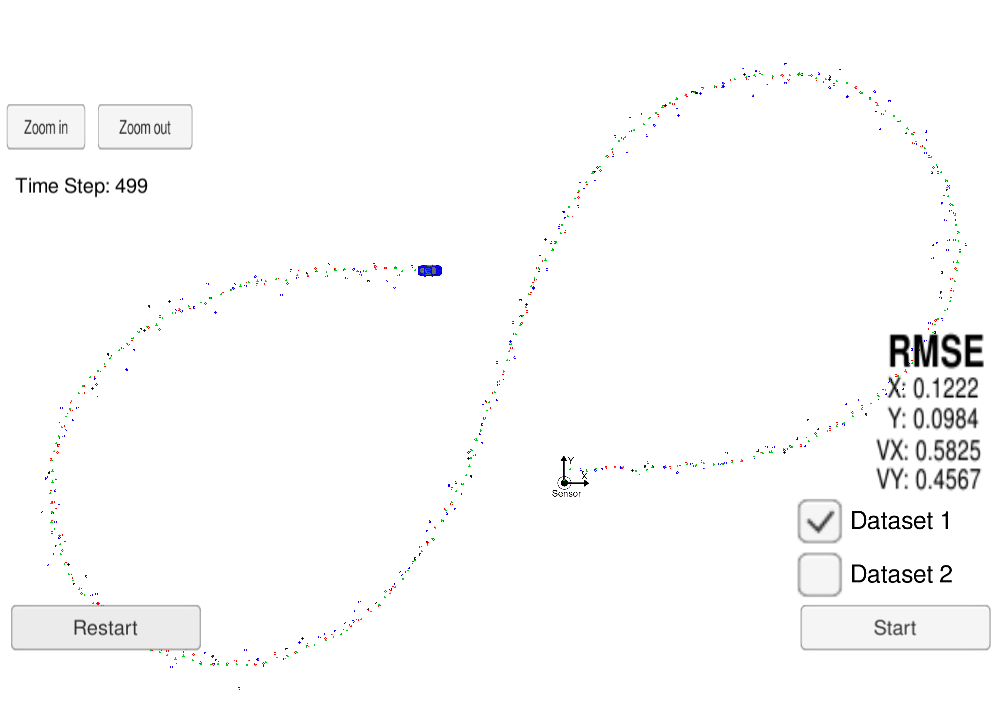 Zoom in
Zoom out
Time Step: 499
RMSE
X: 0.1222
Y: 0.0984
VX: 0.5825
VY: 0.4567
Y
X
Sensor
Dataset 1
Dataset 2
Restart
Start